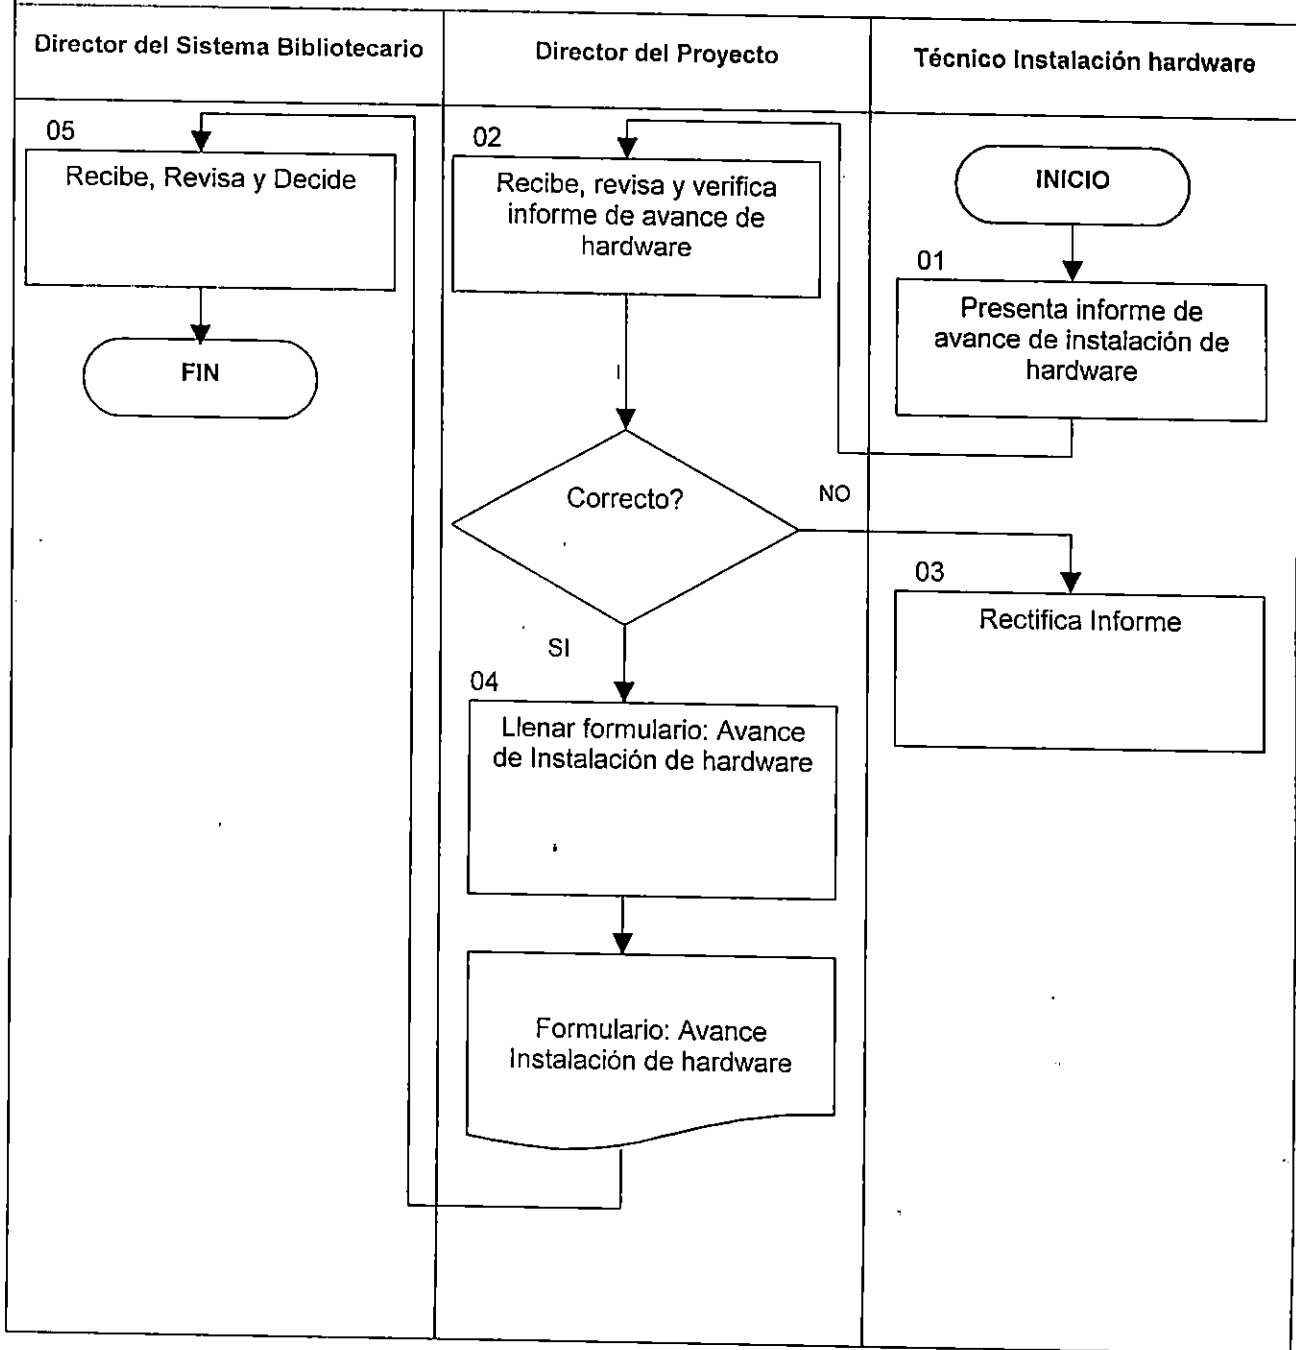 Director del Sistema Bibliotecario
Director del Proyecto
Técnico Instalación hardware
05
Recibe, Revisa y Decide
FIN
02
Recibe, revisa y verifica
informe de avance de
hardware
I
Correcto?
NO
SI
04
Llenar formulario: Avance
de Instalación de hardware
Formulario: Avance
Instalación de hardware
INICIO
01
Presenta informe de
avance de instalación de
hardware
03
Rectifica Informe